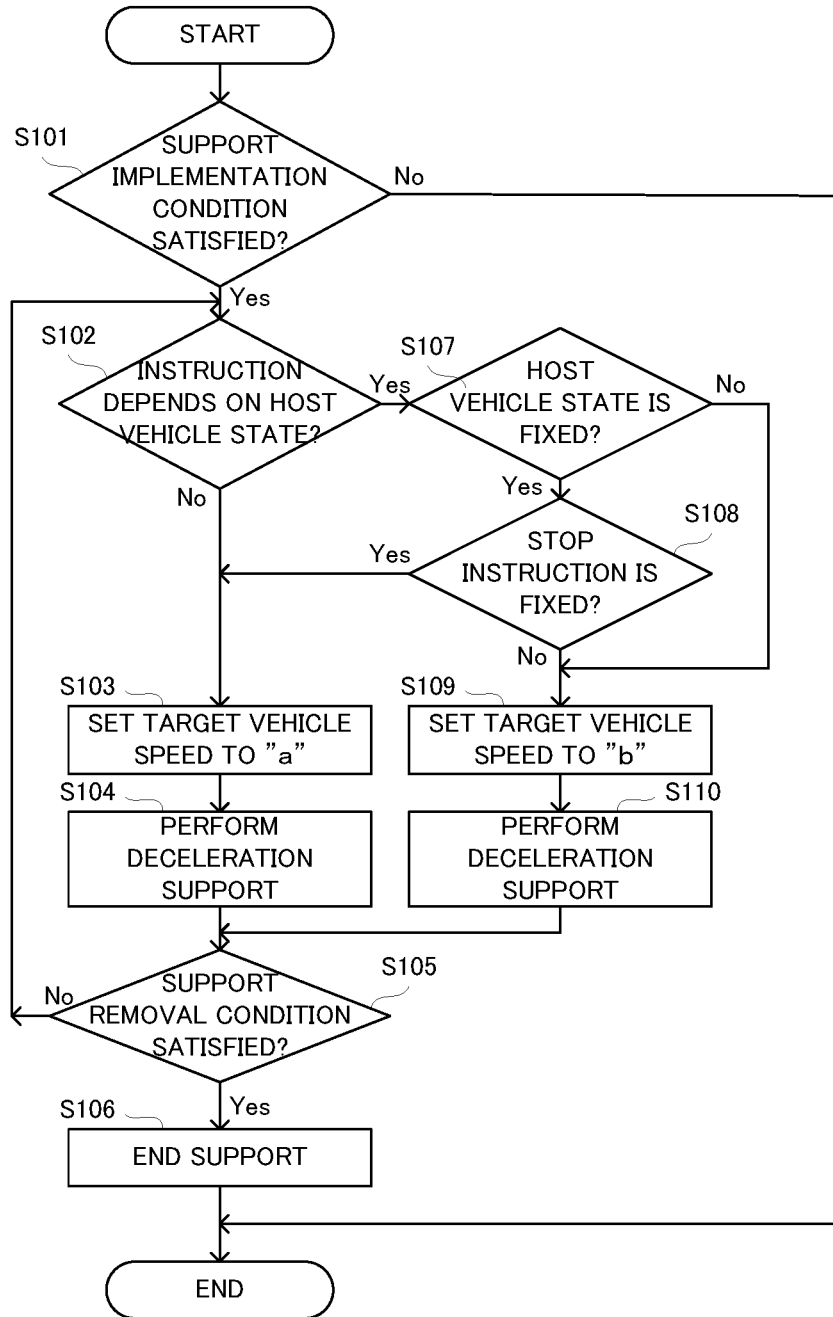 START
S101
SUPPORT
IMPLEMENTATION
CONDITION
SATISFIED?
No
Yes
S102
INSTRUCTION
DEPENDS ON HOST
VEHICLE STATE?
Yes
No
S107
HOST
VEHICLE STATE IS
FIXED?
No
Yes
S108
STOP
INSTRUCTION IS
FIXED?
Yes
No
S103
SET TARGET VEHICLE
SPEED TO ”a”
S109
SET TARGET VEHICLE
SPEED TO ”b”
S104
PERFORM
DECELERATION
SUPPORT
S110
PERFORM
DECELERATION
SUPPORT
S105
SUPPORT
REMOVAL CONDITION
SATISFIED?
No
Yes
S106
END SUPPORT
END